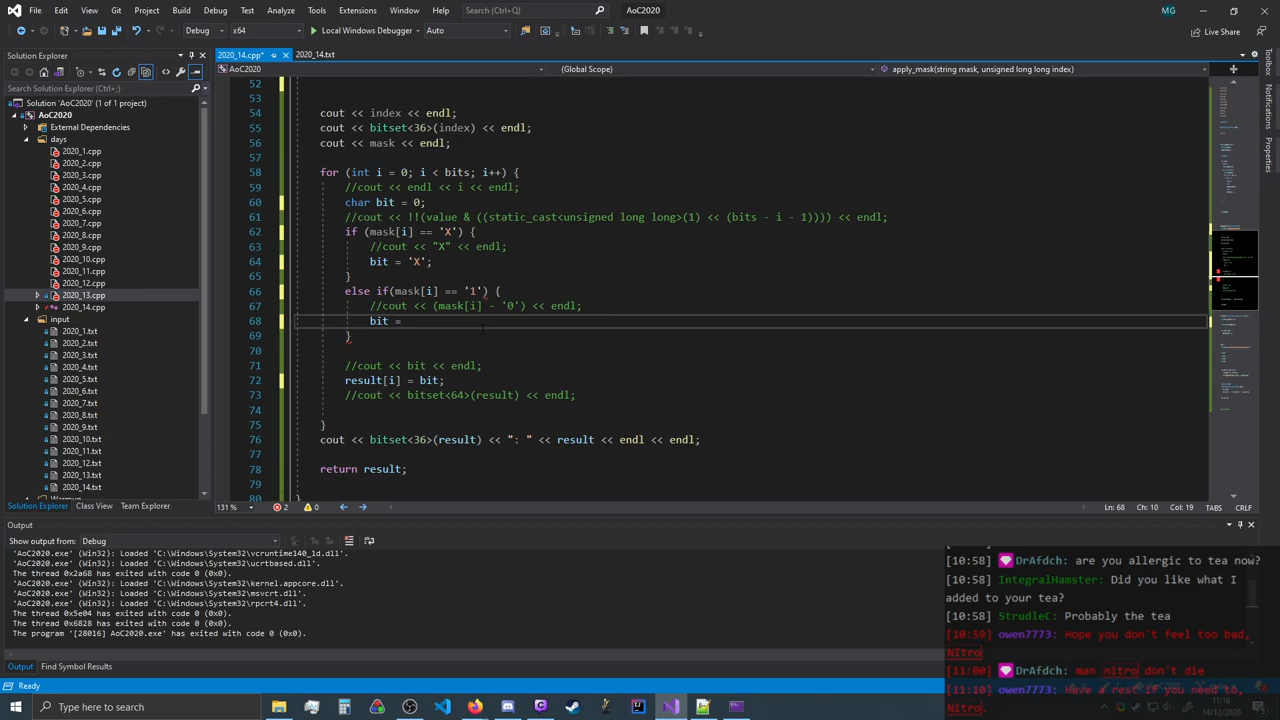 File Edit View Git Project Build Debug Test Analyze Tools Extensions Window Help Search (Ctrl+Q) AoC2020 MG
Debug x64 Local Windows Debugger Auto Live Share
Solution Explorer
2020_14.cpp* 2020_14.txt
AoC2020 (Global Scope) apply_mask(string mask, unsigned long long index)
Search Solution Explorer (Ctrl+;)
Solution 'AoC2020' (1 of 1 project)
AoC2020
External Dependencies
days
2020_1.cpp
2020_2.cpp
2020_3.cpp
2020_4.cpp
2020_5.cpp
2020_6.cpp
2020_7.cpp
2020_8.cpp
2020_9.cpp
2020_10.cpp
2020_11.cpp
2020_12.cpp
2020_13.cpp
2020_14.cpp
input
2020_1.txt
2020_2.txt
2020_3.txt
2020_4.txt
2020_5.txt
2020_6.txt
2020_7.txt
2020_8.txt
2020_9.txt
2020_10.txt
2020_11.txt
2020_12.txt
2020_13.txt
2020_14.txt
Warmup
Solution Explorer Class View Team Explorer
52
53
54 cout << index << endl;
55 cout << bitset<36>(index) << endl;
56 cout << mask << endl;
57
58 for (int i = 0; i < bits; i++) {
59 //cout << endl << i << endl;
60 char bit = 0;
61 //cout << !!(value & ((static_cast<unsigned long long>(1) << (bits - i - 1)))) << endl;
62 if (mask[i] == 'X') {
63 //cout << "X" << endl;
64 bit = 'X';
65
66 else if(mask[i] == '1') {
67 //cout << (mask[i] - '0') << endl;
68 bit =
69 }
70
71 //cout << bit << endl;
72 result[i] = bit;
73 //cout << bitset<64>(result) << endl;
74
75 }
76 cout << bitset<36>(result) << ": " << result << endl << endl;
77
78 return result;
79
80 }
131 % 2 0 Ln: 68 Ch: 10 Col: 19 TABS CRLF
Toolbox
Notifications
Properties
Output
Show output from: Debug
'AoC2020.exe' (Win32): Loaded 'C:\Windows\System32\vcruntime140_1d.dll'.
'AoC2020.exe' (Win32): Loaded 'C:\Windows\System32\ucrtbased.dll'.
The thread 0x2a68 has exited with code 0 (0x0).
'AoC2020.exe' (Win32): Loaded 'C:\Windows\System32\kernel.appcore.dll'.
'AoC2020.exe' (Win32): Loaded 'C:\Windows\System32\msvcrt.dll'.
'AoC2020.exe' (Win32): Loaded 'C:\Windows\System32\rpcrt4.dll'.
The thread 0x5e04 has exited with code 0 (0x0).
The thread 0x6828 has exited with code 0 (0x0).
The program '[28016] AoC2020.exe' has exited with code 0 (0x0).
Output Find Symbol Results
Ready
[10:58] DrAfdch: are you allergic to tea now?
[10:58] IntegralHamster: Did you like what I
added to your tea?
[10:58] StrudleC: Probably the tea
[10:59] owen7773: Hope you don't feel too bad,
NItro
[11:00] DrAfdch: man nitro don't die
[11:10] owen7773: Have a rest if you need to,
Nitro.
Type here to search
11:16
14/12/2020